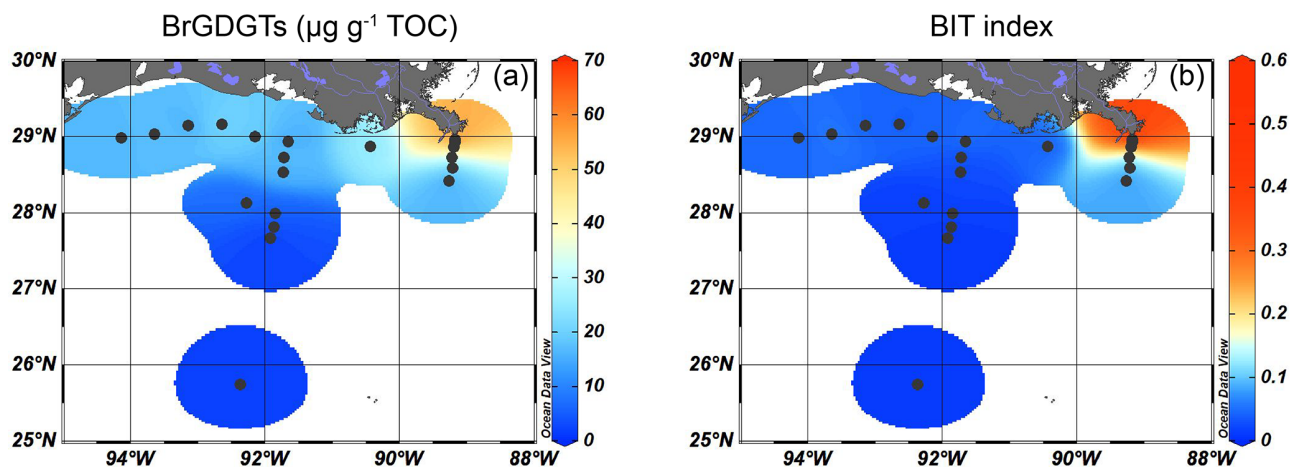 BrGDGTs (µg g-1 TOC)
BIT index
(a)
30°N
29°N
28°N
27°N
26°N
25°N
94°W
92°W
90°W
88°W
Ocean Data View
70
60
50
40
30
20
10
0
(b)
30°N
29°N
28°N
27°N
26°N
25°N
94°W
92°W
90°W
88°W
Ocean Data View
0.6
0.5
0.4
0.3
0.2
0.1
0